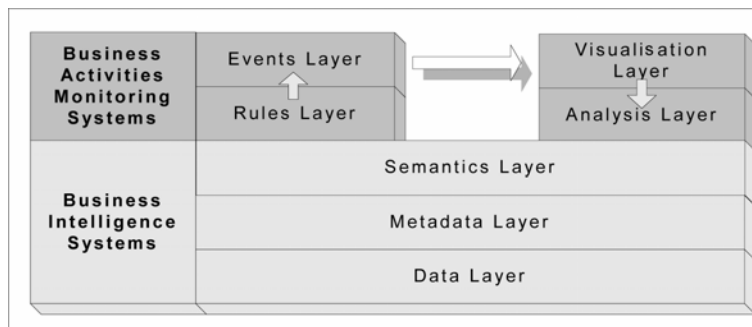 Business
Activities
Monitoring
Systems
Events Layer
Rules Layer
Visualisation
Layer
Analysis Layer
Business
Intelligence
Systems
Semantics Layer
Metadata Layer
Data Layer